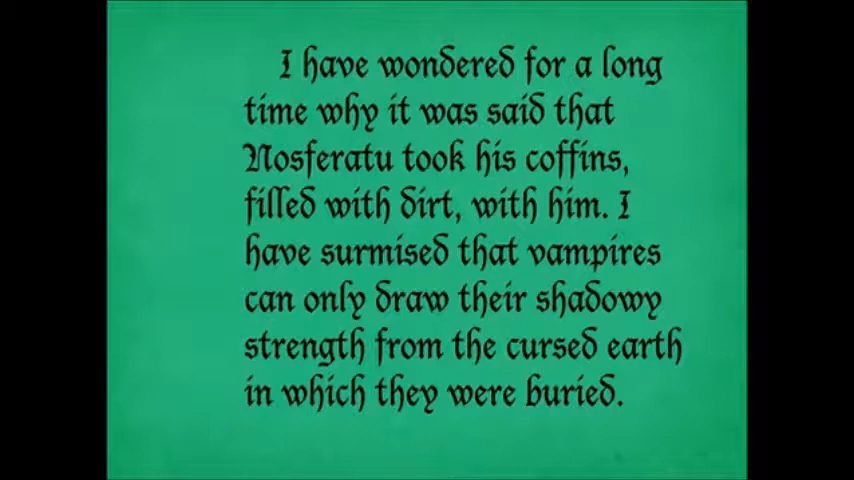 I have wondered for a long
time why it was said that
Nosferatu took his coffins,
filled with dirt, with him. I
have surmised that vampires
can only draw their shadowy
strength from the cursed earth
in which they were buried.